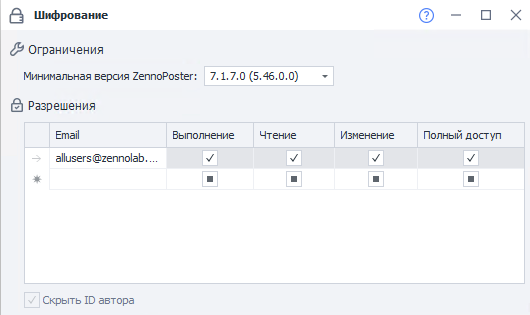 Шифрование
Ограничения
Минимальная версия ZennoPoster: 7.1.7.0 (5.46.0.0)
Разрешения
Email Выполнение Чтение Изменение Полный доступ
allusers@zennolab....
Скрыть ID автора